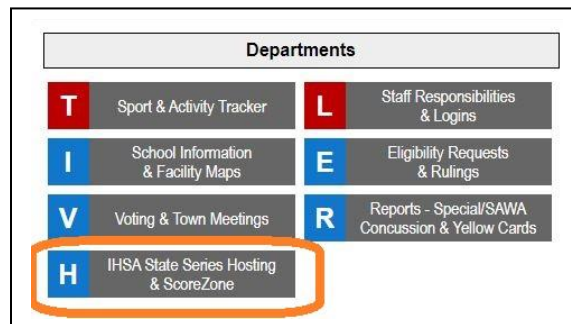 Departments
T
Sport & Activity Tracker
L
Staff Responsibilities
& Logins
I
School Information
& Facility Maps
E
Eligibility Requests
& Rulings
V
Voting & Town Meetings
R
Reports - Special/SAWA
Concussion & Yellow Cards
H
IHSA State Series Hosting
& ScoreZone